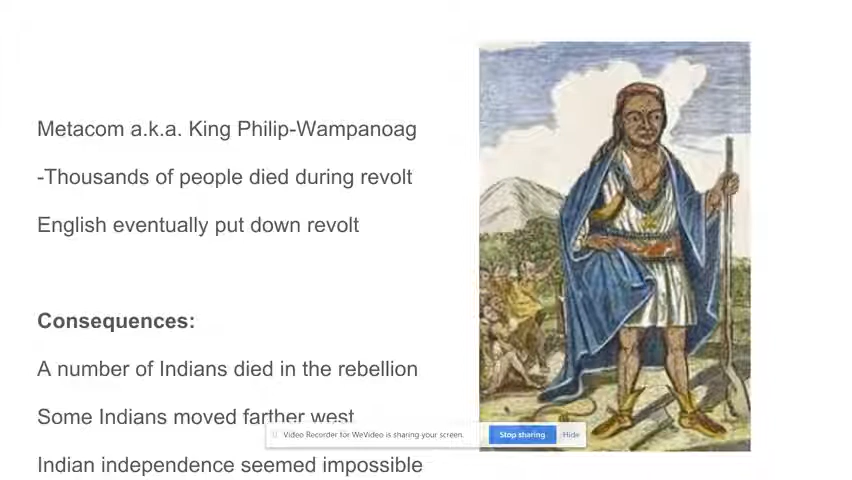 Metacom a.k.a. King Philip-Wampanoag
-Thousands of people died during revolt
English eventually put down revolt
Consequences:
A number of Indians died in the rebellion
Some Indians moved farther west
Video Recorder for WeVideo is sharing your screen.
Stop sharing
Hide
Indian independence seemed impossible